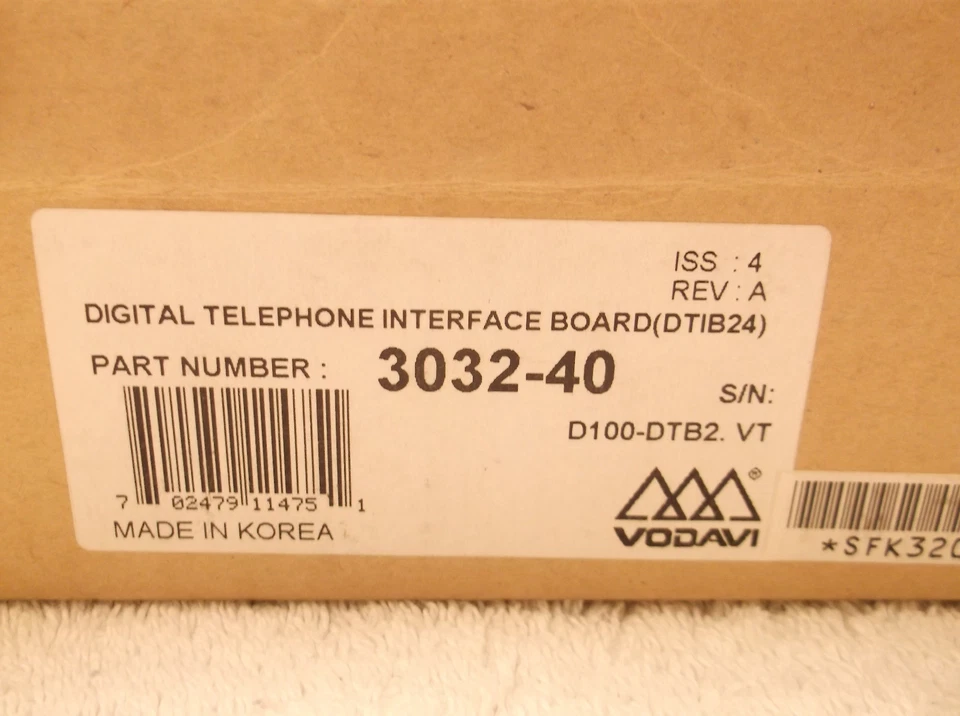 ISS : 4
REV : A
DIGITAL TELEPHONE INTERFACE BOARD(DTIB24)
PART NUMBER : 3032-40
S/N:
D100-DTB2. VT
7 02479 11475 1
MADE IN KOREA
®
VODAVI
*SFK320